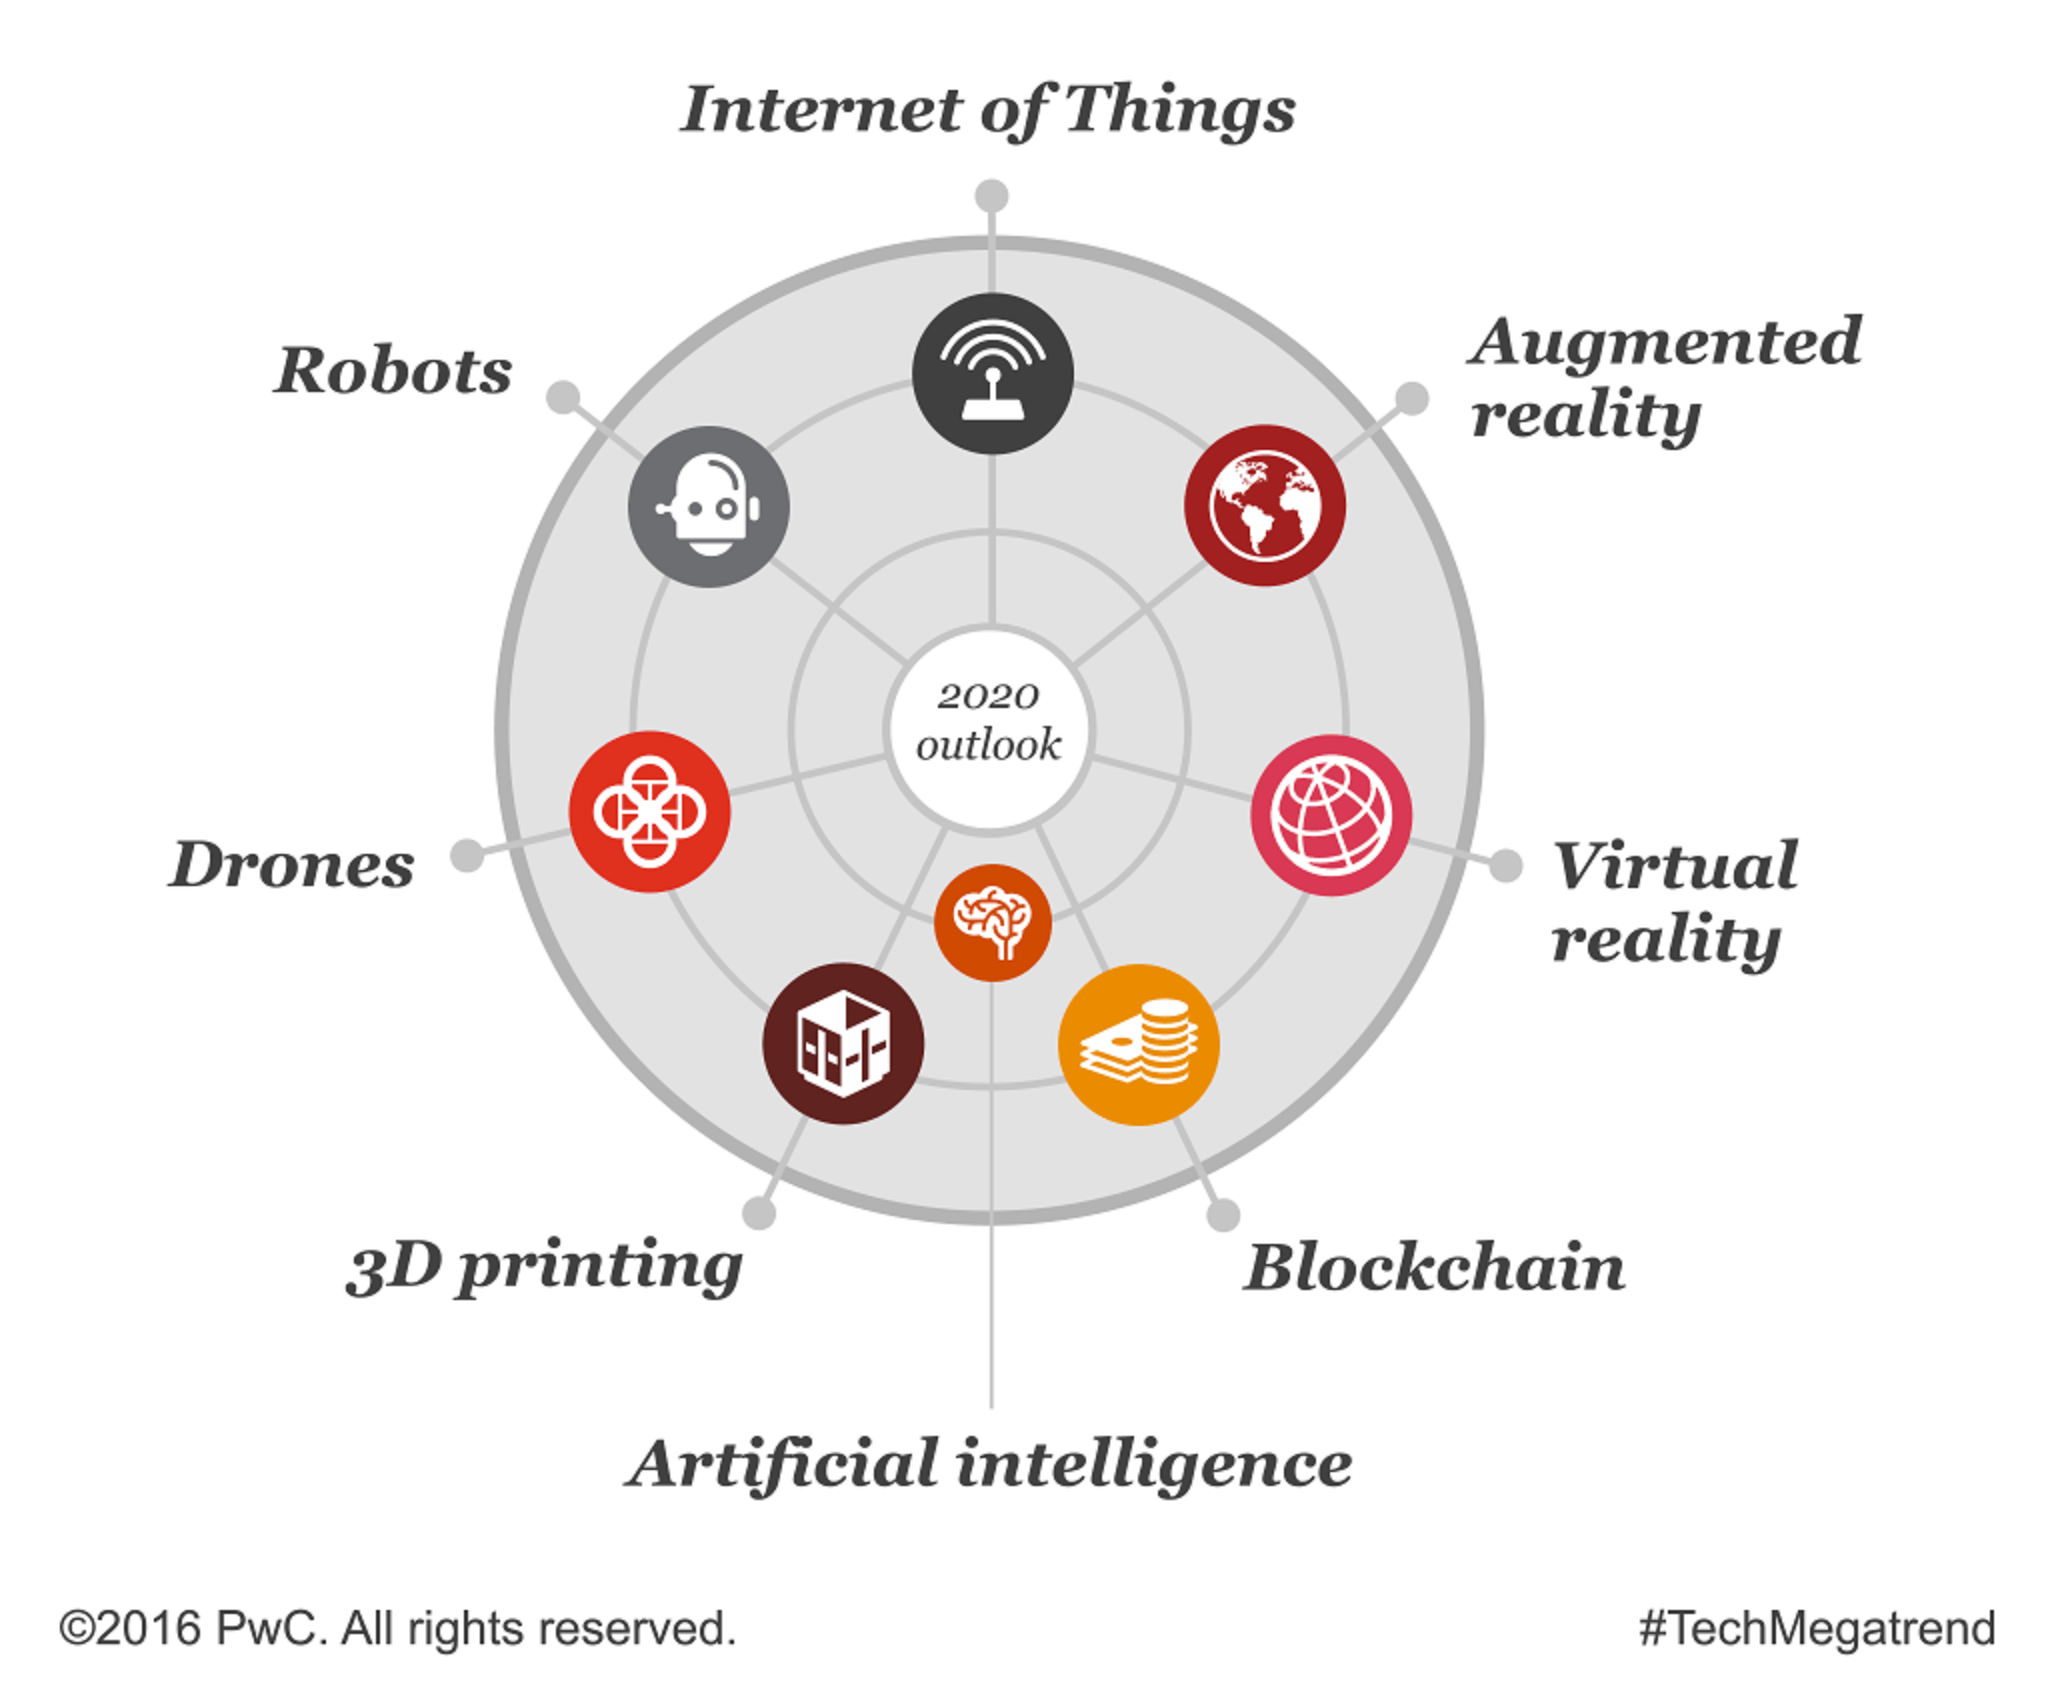 Internet of Things
Augmented
reality
Robots
2020
outlook
Drones
Virtual
reality
3D printing
Blockchain
Artificial intelligence
©2016 PwC. All rights reserved.
#TechMegatrend